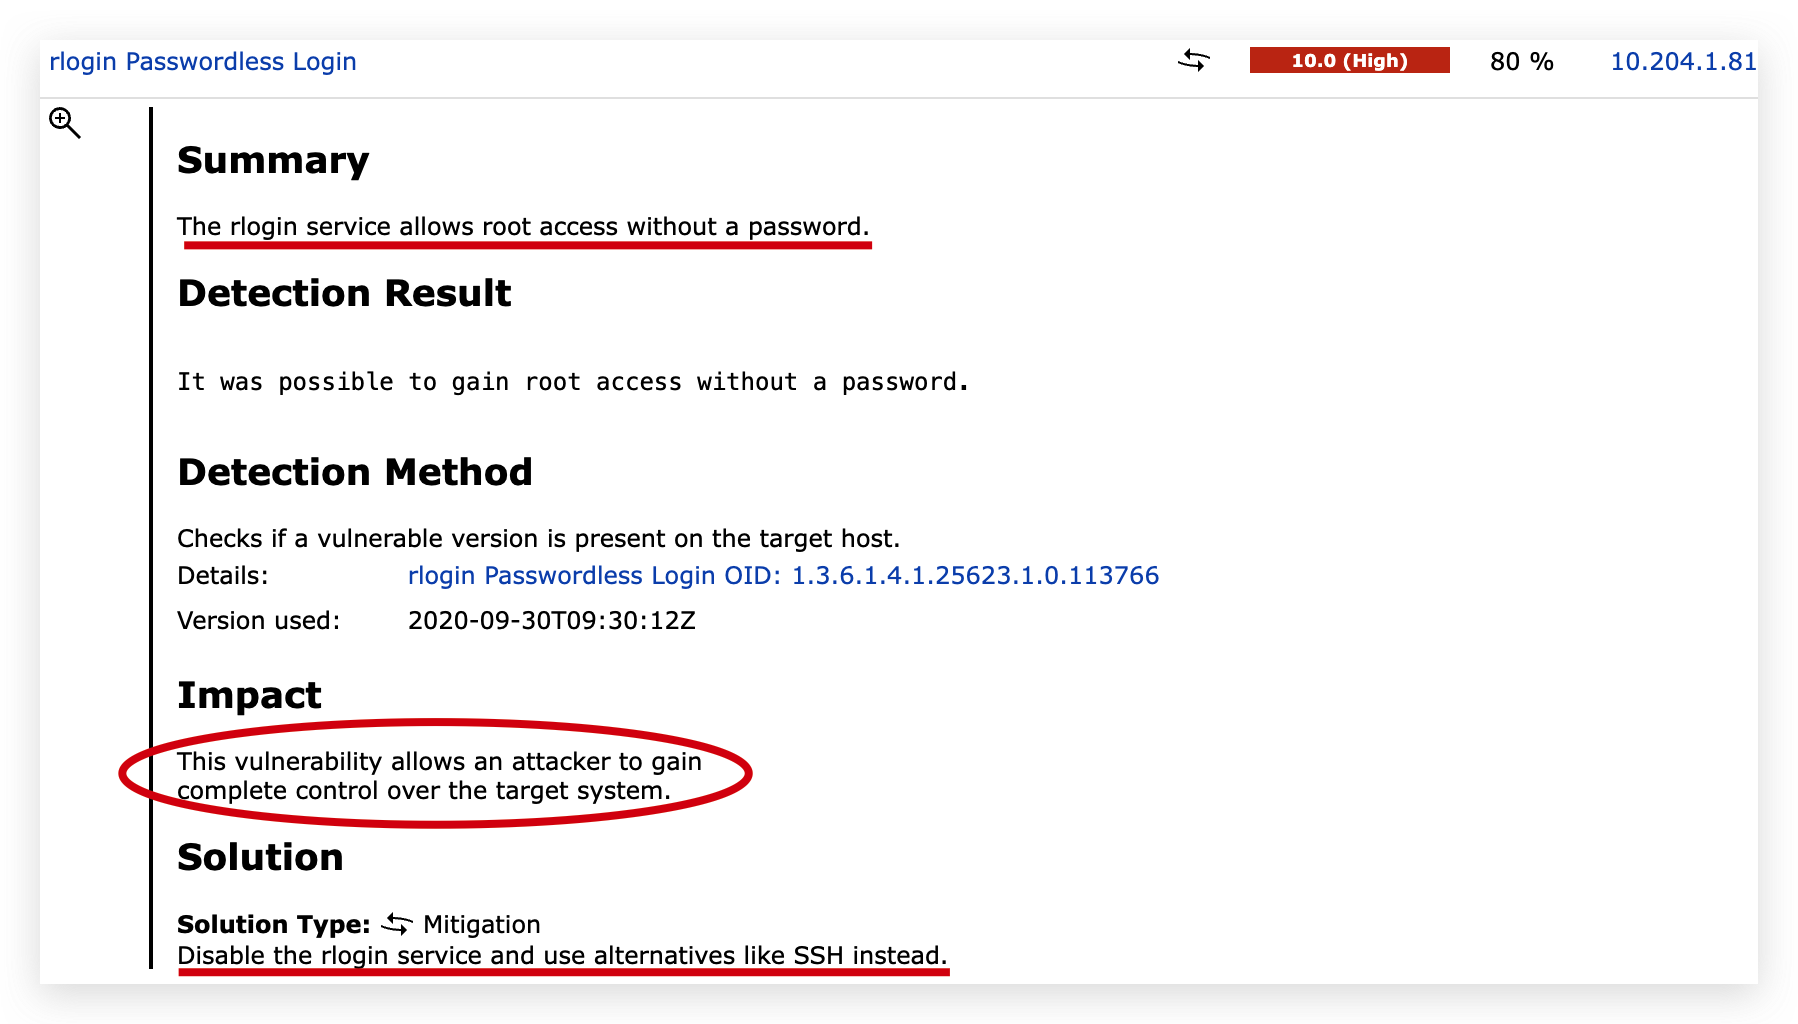 rlogin Passwordless Login 10.0 (High) 80 % 10.204.1.81
Summary
The rlogin service allows root access without a password.
Detection Result
It was possible to gain root access without a password.
Detection Method
Checks if a vulnerable version is present on the target host.
Details: rlogin Passwordless Login OID: 1.3.6.1.4.1.25623.1.0.113766
Version used: 2020-09-30T09:30:12Z
Impact
This vulnerability allows an attacker to gain
complete control over the target system.
Solution
Solution Type: Mitigation
Disable the rlogin service and use alternatives like SSH instead.